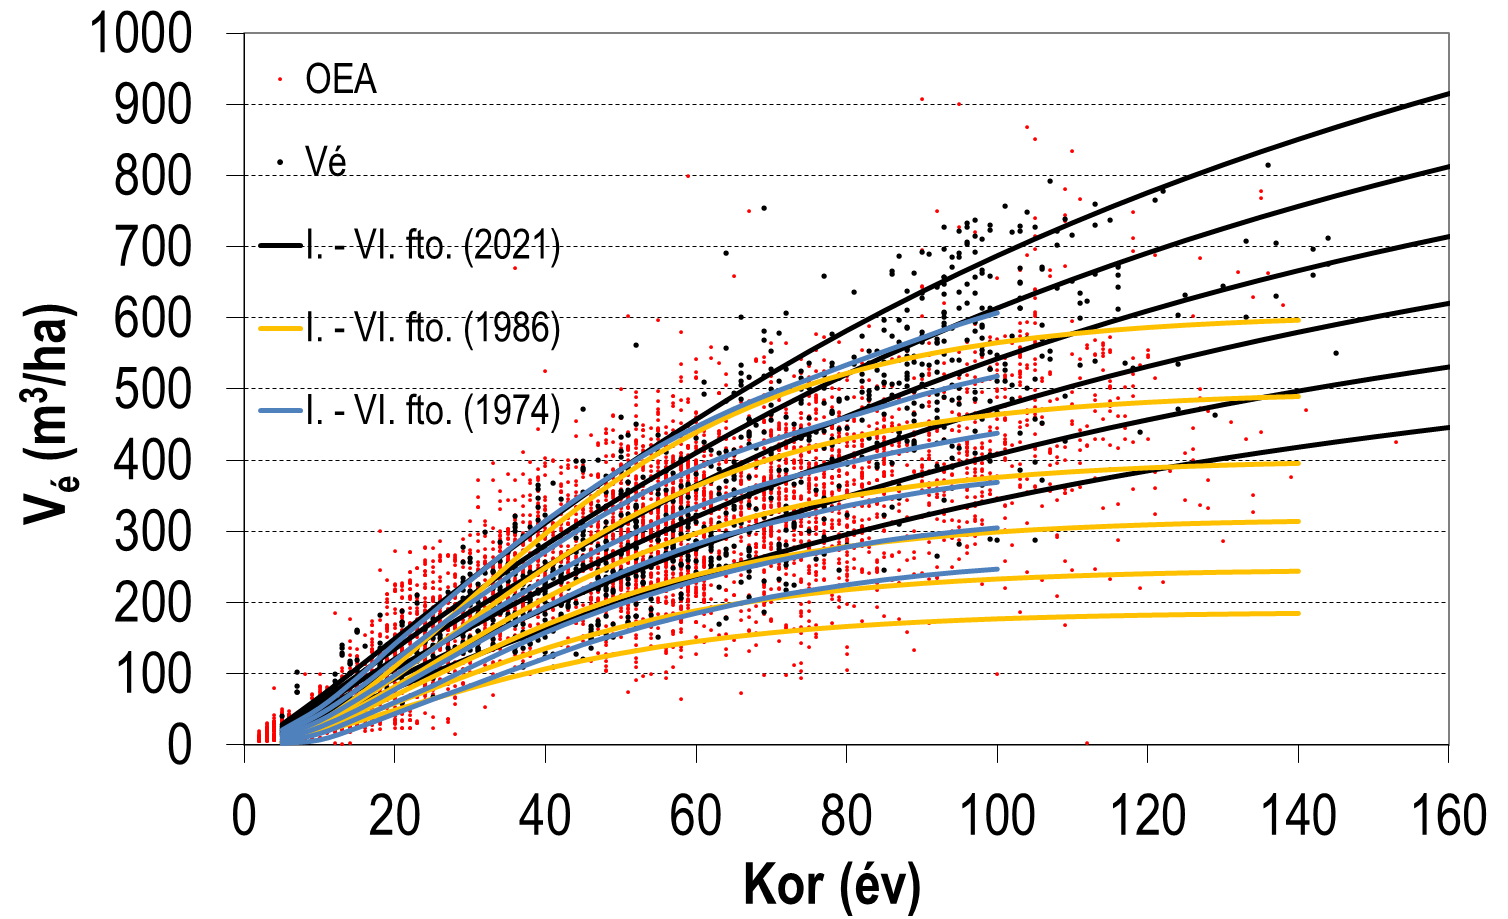 1000
900
800
700
600
500
400
300
200
100
0
OEA
Vé
I. - VI. fto. (2021)
I. - VI. fto. (1986)
I. - VI. fto. (1974)
Vé (m³/ha)
0 20 40 60 80 100 120 140 160
Kor (év)